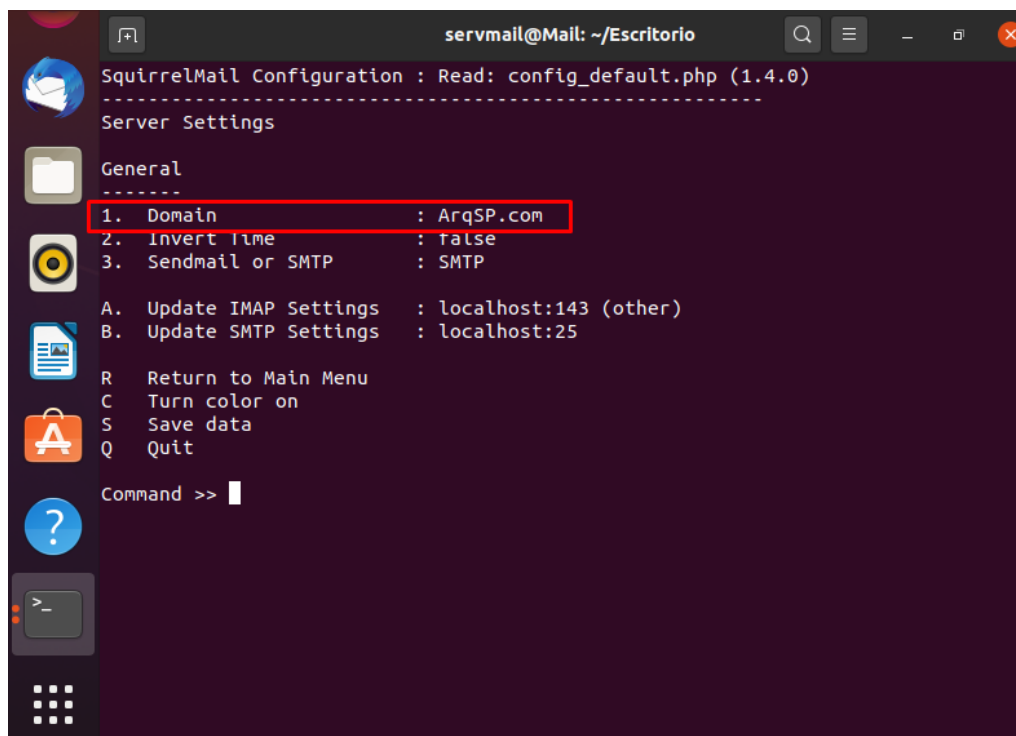 servmail@Mail: ~/Escritorio
SquirrelMail Configuration : Read: config_default.php (1.4.0)
---------------------------------------------------------
Server Settings
General
-------
1.  Domain                 : ArqSP.com
2.  Invert Time            : false
3.  Sendmail or SMTP       : SMTP
A.  Update IMAP Settings   : localhost:143 (other)
B.  Update SMTP Settings   : localhost:25
R   Return to Main Menu
C   Turn color on
S   Save data
Q   Quit
Command >>